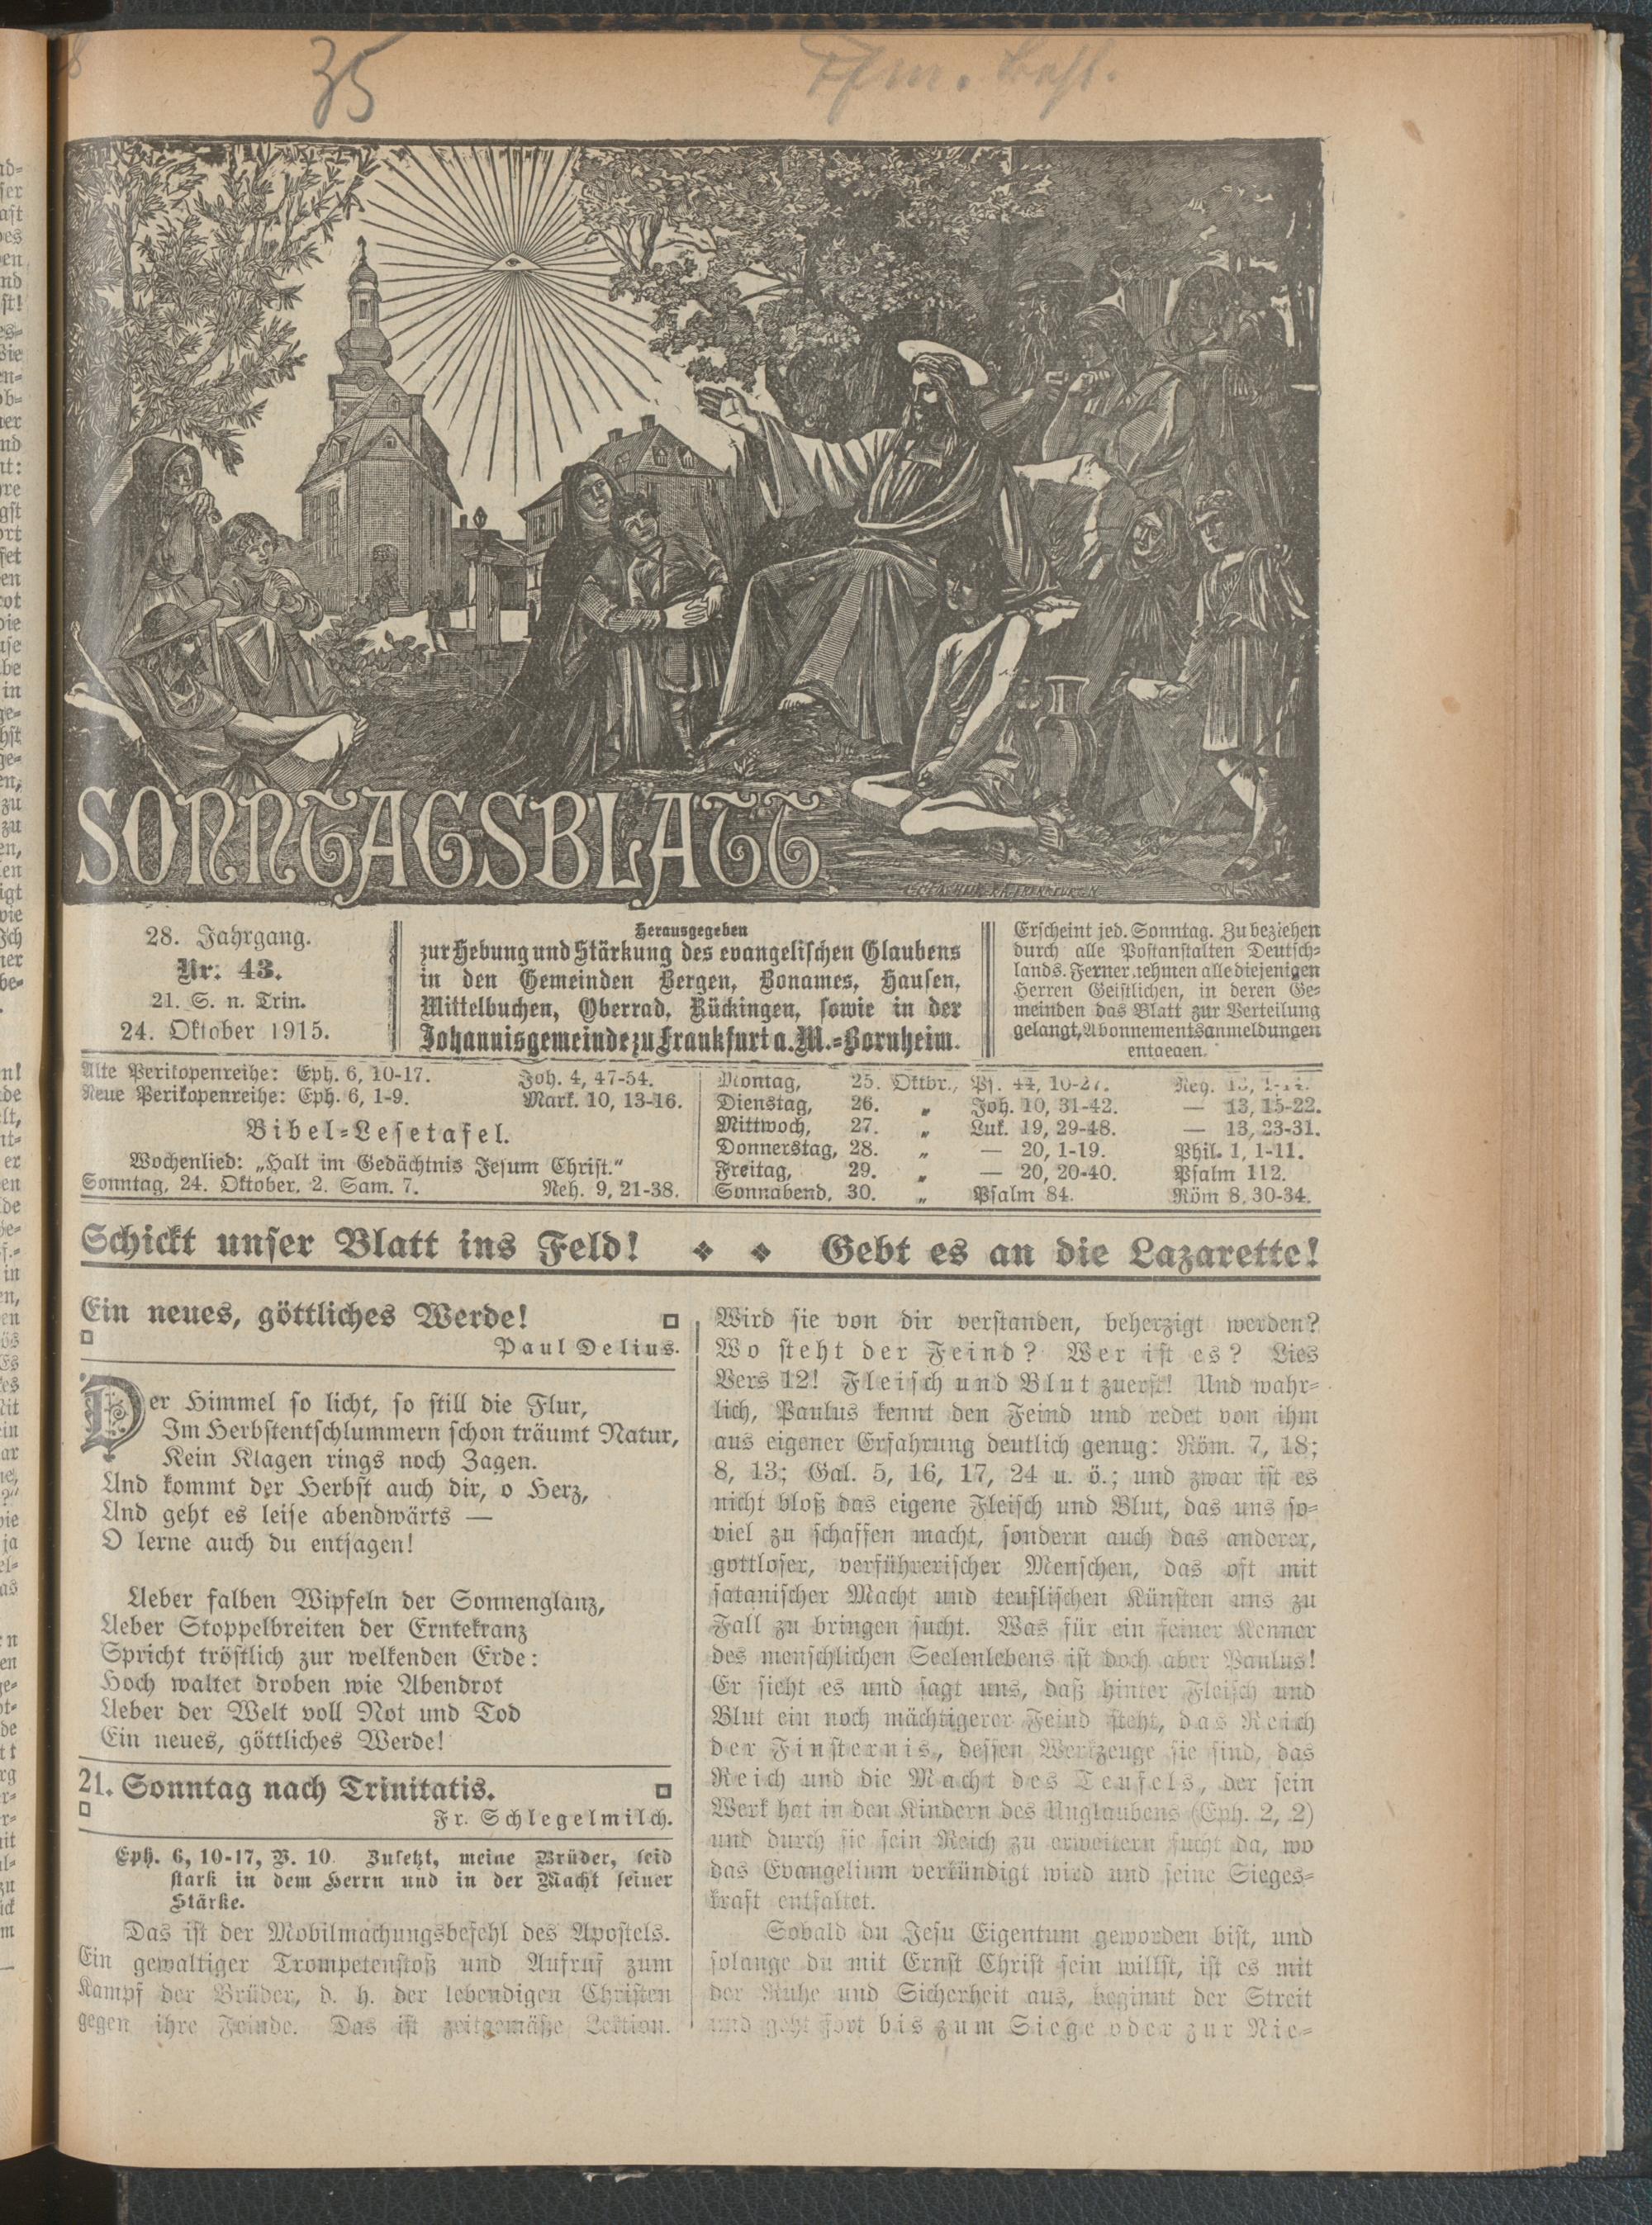 35
SONNTAGSBLATT
28. Jahrgang.
Nr. 43.
21. S. n. Trin.
24. Oktober 1915.
Herausgegeben
zur Hebung und Stärkung des evangelischen Glaubens
in den Gemeinden Bergen, Bonames, Hausen,
Mittelbuchen, Oberrad, Rückingen, sowie in der
Johannisgemeinde zu Frankfurt a. M.-Bornheim.
Erscheint jed. Sonntag. Zu beziehen
durch alle Postanstalten Deutsch-
lands. Ferner nehmen alle diejenigen
Herren Geistlichen, in deren Ge-
meinden das Blatt zur Verteilung
gelangt, Abonnementsanmeldungen
entgegen.
Alte Perikopenreihe: Eph. 6, 10-17. Joh. 4, 47-54.
Neue Perikopenreihe: Eph. 6, 1-9. Mark. 10, 13-16.
Bibel-Lesetafel.
Wochenlied: „Halt im Gedächtnis Jesum Christ."
Sonntag, 24. Oktober, 2. Sam. 7. Neh. 9, 21-38.
Montag, 25. Oktbr., Ps. 44, 10-27. Neh.
Dienstag, 26. „ Joh. 10, 31-42. — 13, 15-22.
Mittwoch, 27. „ Luk. 19, 29-48. — 13, 23-31.
Donnerstag, 28. „ — 20, 1-19. Phil. 1, 1-11.
Freitag, 29. „ — 20, 20-40. Psalm 112.
Sonnabend, 30. „ Psalm 84. Röm 8, 30-34.
Schickt unser Blatt ins Feld! Gebt es an die Lazarette!
Ein neues, göttliches Werde!
Paul Delius.
Der Himmel so licht, so still die Flur,
Im Herbstentschlummern schon träumt Natur,
Kein Klagen rings noch Zagen.
Und kommt der Herbst auch dir, o Herz,
Und geht es leise abendwärts —
O lerne auch du entsagen!
Ueber falben Wipfeln der Sonnenglanz,
Ueber Stoppelbreiten der Erntekranz
Spricht tröstlich zur welkenden Erde:
Hoch waltet droben wie Abendrot
Ueber der Welt voll Not und Tod
Ein neues, göttliches Werde!
21. Sonntag nach Trinitatis.
Fr. Schlegelmilch.
Eph. 6, 10-17, V. 10. Zuletzt, meine Brüder, seid
stark in dem Herrn und in der Macht seiner
Stärke.
Das ist der Mobilmachungsbefehl des Apostels.
Ein gewaltiger Trompetenstoß und Aufruf zum
Kampf der Brüder, d. h. der lebendigen Christen
gegen ihre Feinde. Das ist zeitgemäße Lektion.
Wird sie von dir verstanden, beherzigt werden?
Wo steht der Feind? Wer ist es? Lies
Vers 12! Fleisch und Blut zuerst! Und wahr-
lich, Paulus kennt den Feind und redet von ihm
aus eigener Erfahrung deutlich genug: Röm. 7, 18;
8, 13; Gal. 5, 16, 17, 24 u. ö.; und zwar ist es
nicht bloß das eigene Fleisch und Blut, das uns so-
viel zu schaffen macht, sondern auch das anderer,
gottloser, verführerischer Menschen, das oft mit
satanischer Macht und teuflischen Künsten uns zu
Fall zu bringen sucht. Was für ein feiner Kenner
des menschlichen Seelenlebens ist doch aber Paulus!
Er sieht es und sagt uns, daß hinter Fleisch und
Blut ein noch mächtigerer Feind steht, das Reich
der Finsternis, dessen Werkzeuge sie sind, das
Reich und die Macht des Teufels, der sein
Werk hat in den Kindern des Unglaubens (Eph. 2, 2)
und durch sie sein Reich zu erweitern sucht da, wo
das Evangelium verkündigt wird und seine Sieges-
kraft entfaltet.
Sobald du Jesu Eigentum geworden bist, und
solange du mit Ernst Christ sein willst, ist es mit
der Ruhe und Sicherheit aus, beginnt der Streit
und geht fort bis zum Siege oder zur Nie-